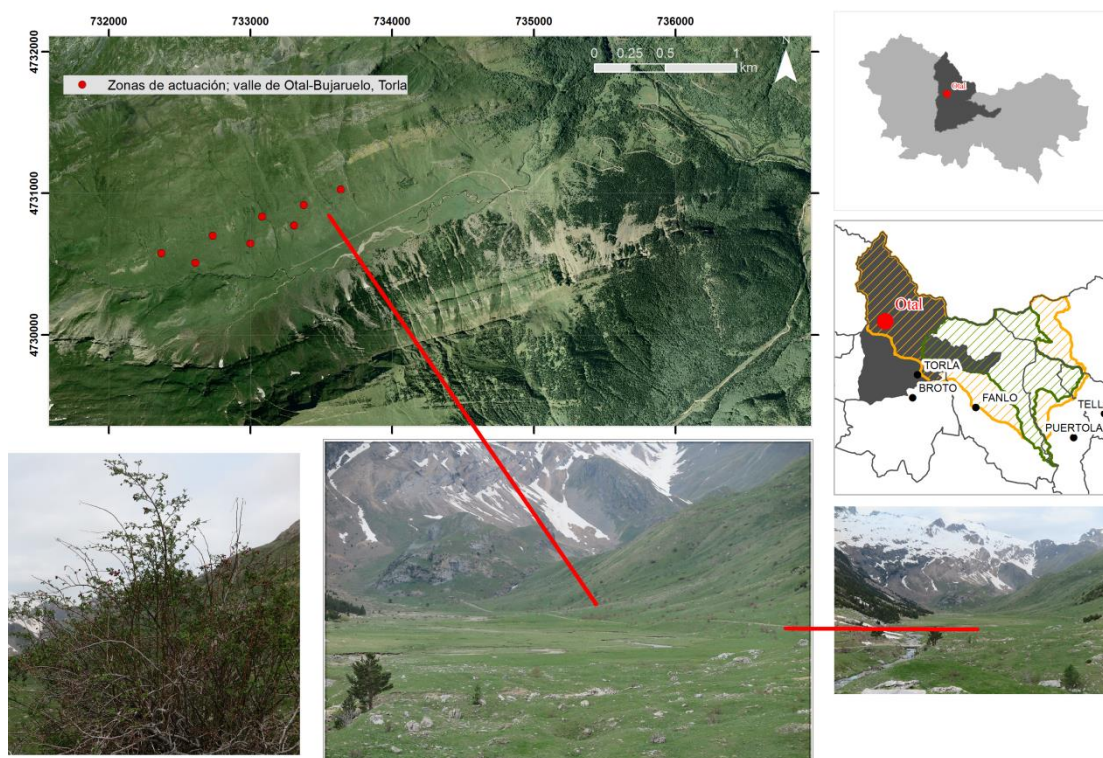 732000
733000
734000
735000
736000
4732000
4731000
4730000
0
0.25
0.5
1
km
Zonas de actuación; valle de Otal-Bujaruelo, Torla
Otal
Otal
TORLA
BROTO
FANLO
TELL
PUERTOLA